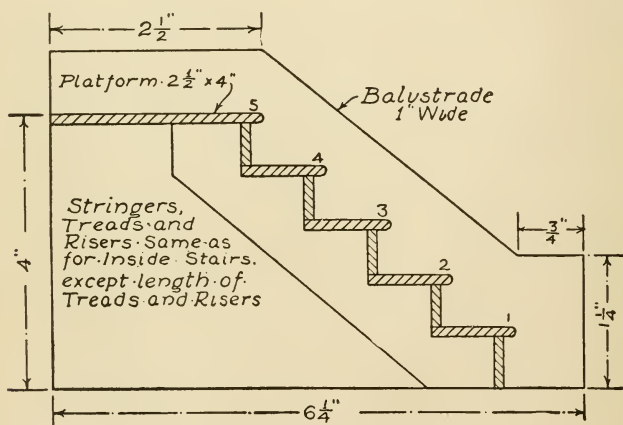 2 1/2"
Platform · 2 1/2" × 4"
Balustrade
1" Wide
5
4
3
2
1
Stringers,
Treads · and
Risers · Same · as
for · Inside Stairs.
except · length of
Treads and Risers
4"
3/4"
1 1/4"
6 1/4"